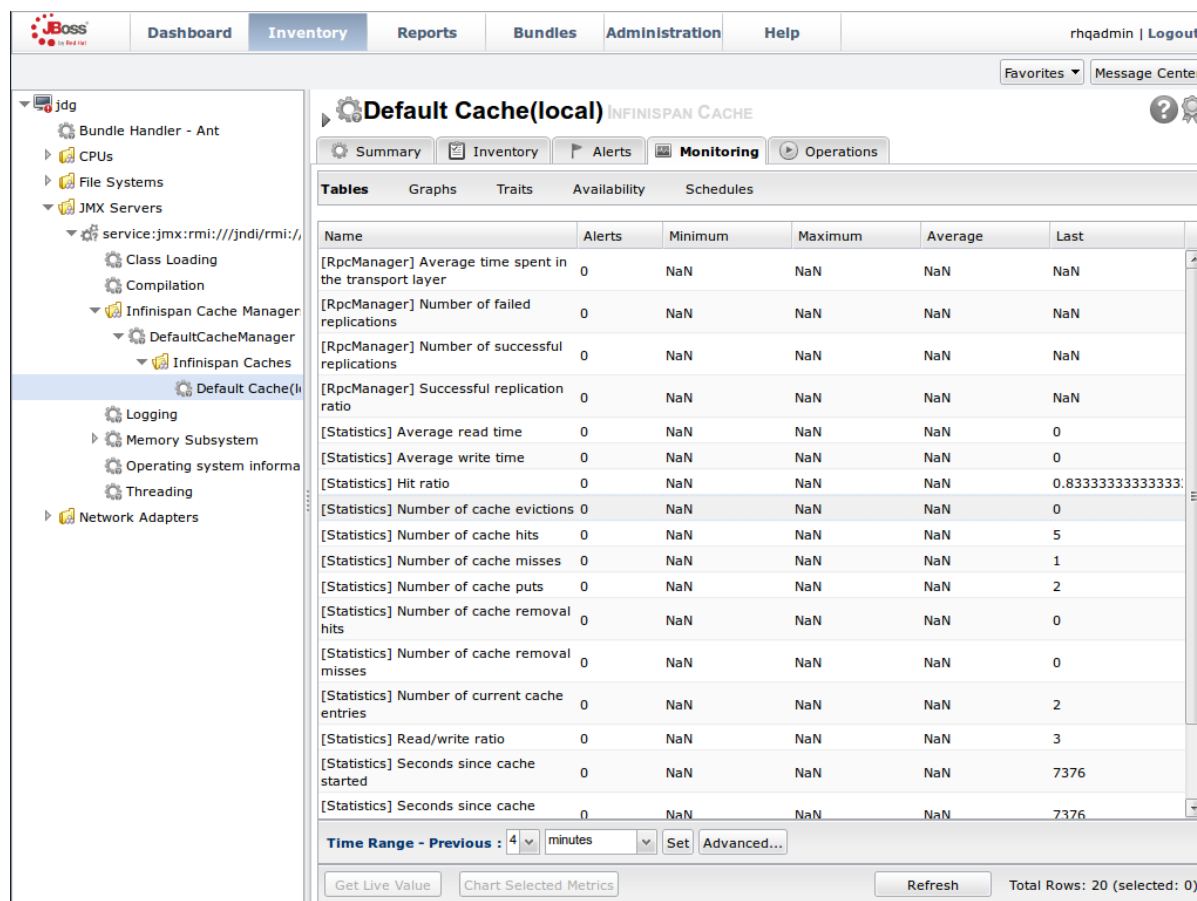 JBoss
by Red Hat
Dashboard
Inventory
Reports
Bundles
Administration
Help
rhqadmin | Logout
Favorites
Message Center
jdg
Bundle Handler - Ant
CPUs
File Systems
JMX Servers
service:jmx:rmi:///jndi/rmi:/
Class Loading
Compilation
Infinispan Cache Manager
DefaultCacheManager
Infinispan Caches
Default Cache(l
Logging
Memory Subsystem
Operating system informa
Threading
Network Adapters
Default Cache(local) INFINISPAN CACHE
?
Summary
Inventory
Alerts
Monitoring
Operations
Tables
Graphs
Traits
Availability
Schedules
Name Alerts Minimum Maximum Average Last
[RpcManager] Average time spent in
the transport layer
0 NaN NaN NaN NaN
[RpcManager] Number of failed
replications
0 NaN NaN NaN NaN
[RpcManager] Number of successful
replications
0 NaN NaN NaN NaN
[RpcManager] Successful replication
ratio
0 NaN NaN NaN NaN
[Statistics] Average read time 0 NaN NaN NaN 0
[Statistics] Average write time 0 NaN NaN NaN 0
[Statistics] Hit ratio 0 NaN NaN NaN 0.83333333333333
[Statistics] Number of cache evictions 0 NaN NaN NaN 0
[Statistics] Number of cache hits 0 NaN NaN NaN 5
[Statistics] Number of cache misses 0 NaN NaN NaN 1
[Statistics] Number of cache puts 0 NaN NaN NaN 2
[Statistics] Number of cache removal
hits
0 NaN NaN NaN 0
[Statistics] Number of cache removal
misses
0 NaN NaN NaN 0
[Statistics] Number of current cache
entries
0 NaN NaN NaN 2
[Statistics] Read/write ratio 0 NaN NaN NaN 3
[Statistics] Seconds since cache
started
0 NaN NaN NaN 7376
[Statistics] Seconds since cache
0 NaN NaN NaN 7376
Time Range - Previous : 4 minutes Set Advanced...
Get Live Value
Chart Selected Metrics
Refresh
Total Rows: 20 (selected: 0)